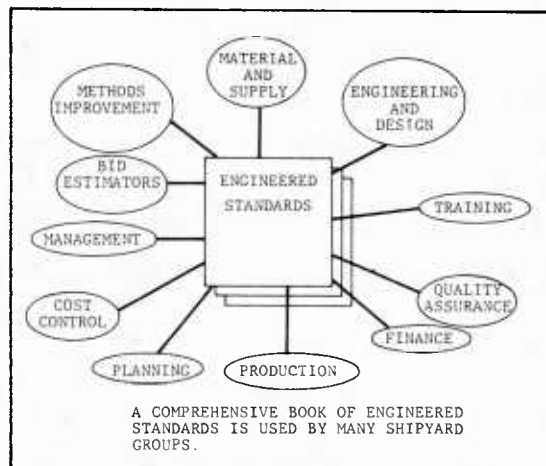 MATERIAL
AND
SUPPLY
METHODS
IMPROVEMENT
ENGINEERING
AND
DESIGN
BID
ESTIMATORS
ENGINEERED
STANDARDS
TRAINING
MANAGEMENT
QUALITY
ASSURANCE
COST
CONTROL
FINANCE
PLANNING
PRODUCTION
A COMPREHENSIVE BOOK OF ENGINEERED
STANDARDS IS USED BY MANY SHIPYARD
GROUPS.